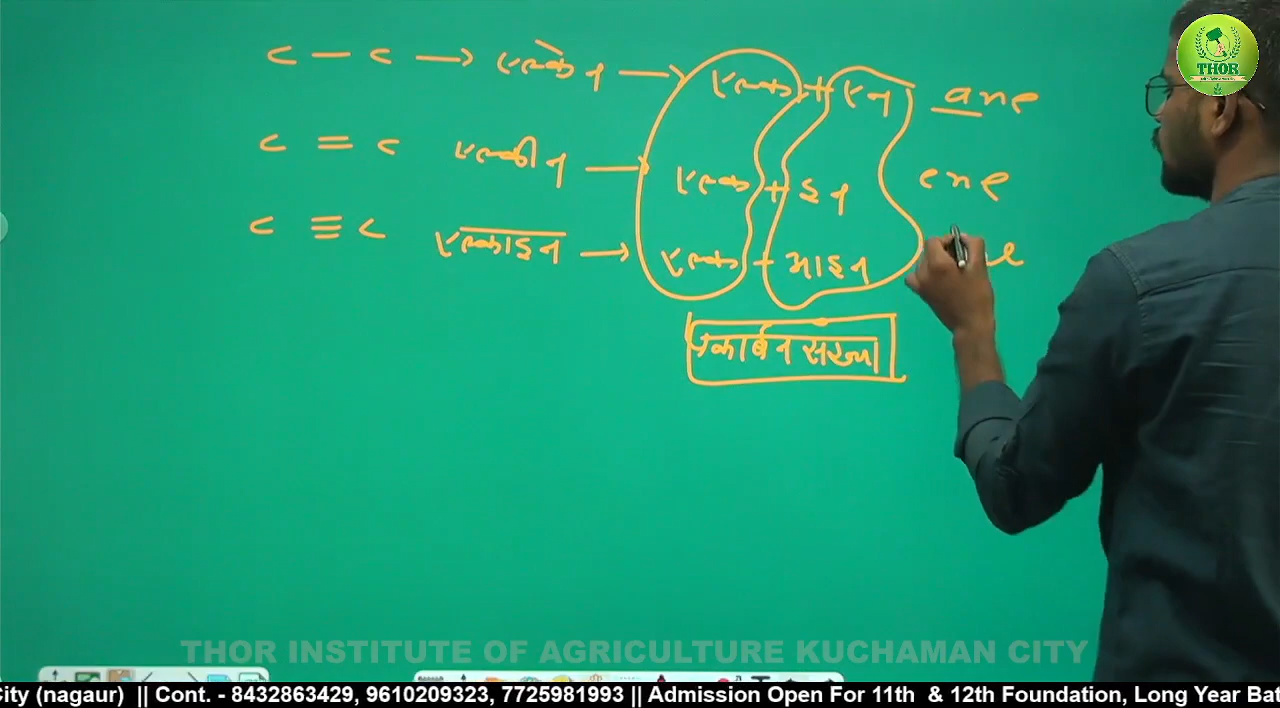 C — C → एल्केन → एल्क + एन ane
C = C एल्कीन → एल्क + ईन ene
C ≡ C एल्काइन → एल्क + आइन
कार्बन संख्या
THOR
THOR INSTITUTE OF AGRICULTURE KUCHAMAN CITY
City (nagaur) || Cont. - 8432863429, 9610209323, 7725981993 || Admission Open For 11th & 12th Foundation, Long Year Bat